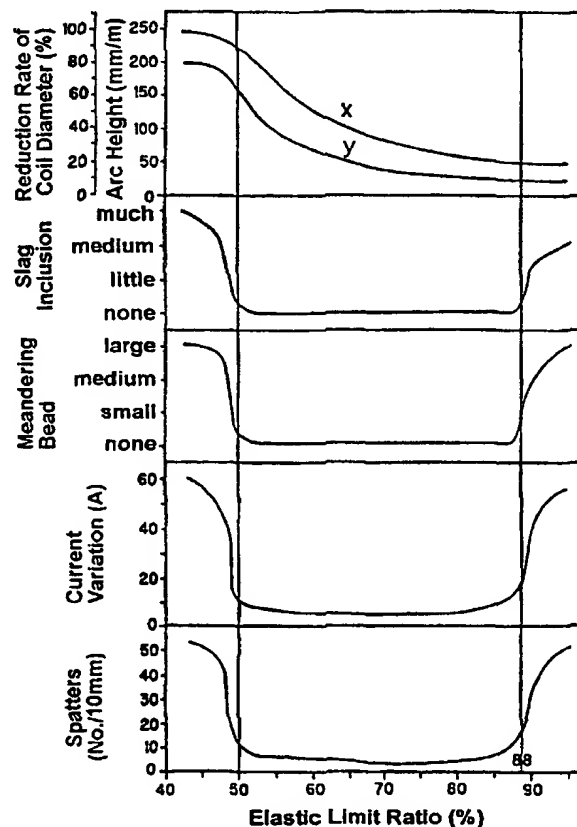 Reduction Rate of
Coil Diameter (%)
100
80
60
40
20
0
Arc Height (mm/m)
250
200
150
100
50
0
x
y
Slag
Inclusion
much
medium
little
none
Meandering
Bead
large
medium
small
none
Current
Variation (A)
60
40
20
0
Spatters
(No./10mm)
50
40
30
20
10
0
88
40
50
60
70
80
90
Elastic Limit Ratio (%)